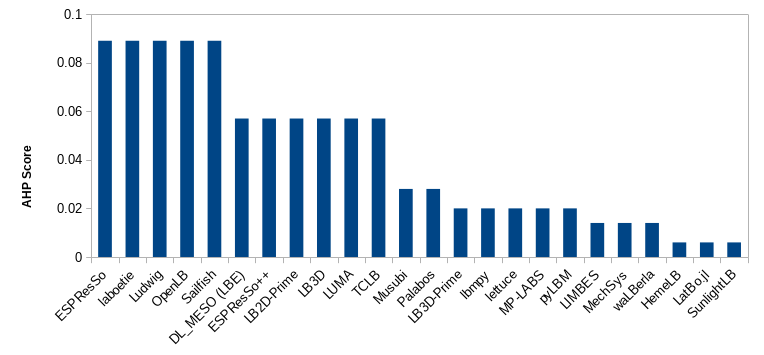 0.1
0.08
0.06
0.04
0.02
0
AHP Score
ESPResSo
laboetie
Ludwig
OpenLB
Sailfish
DL_MESO (LBE)
ESPResSo++
LB2D-Prime
LB3D
LUMA
TCLB
Musubi
Palabos
LB3D-Prime
lbmpy
lettuce
MP-LABS
pyLBM
LIMBES
MechSys
waLBerla
HemeLB
LatBo.jl
SunlightLB